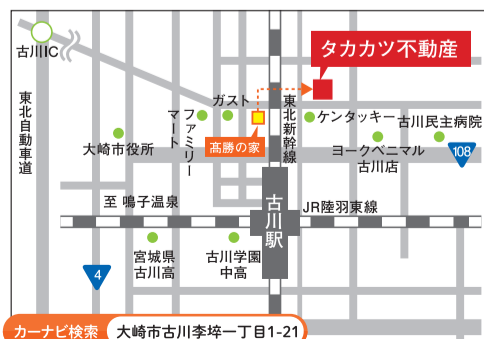 タカカツ不動産
古川IC
ガスト
ファミリー
マート
東北新幹線
ケンタッキー
古川民主病院
東北自動車道
大崎市役所
髙勝の家
ヨークベニマル
古川店
108
至 鳴子温泉
古川駅
JR陸羽東線
宮城県
古川高
古川学園
中高
4
カーナビ検索 大崎市古川李埣一丁目1-21